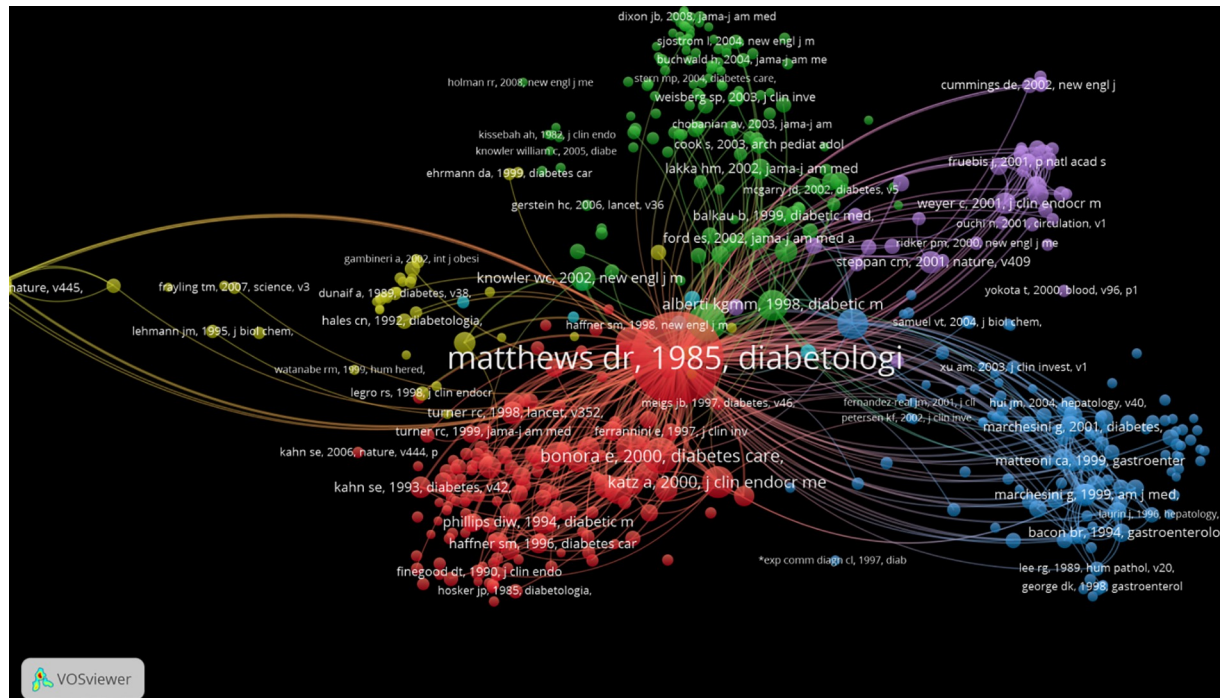 dixon jb, 2008, jama-j am med
sjostrom l, 2004, new engl j m
buchwald h, 2004, jama-j am me
stern mp, 2004, diabetes care,
holman rr, 2008, new engl j me
cummings de, 2002, new engl j
weisberg sp, 2003, j clin inve
chobanian av, 2003, jama-j am
kissebah ah, 1982, j clin endo
cook s, 2003, arch pediat adol
knowler william c, 2005, diabe
fruebis j, 2001, p natl acad s
lakka hm, 2002, jama-j am med
ehrmann da, 1999, diabetes car
mcgarry jd, 2002, diabetes, v5
weyer c, 2001, j clin endocr m
gerstein hc, 2006, lancet, v36
balkau b, 1999, diabetic med,
ouchi n, 2001, circulation, v1
ford es, 2002, jama-j am med a
ridker pm, 2000, new engl j me
gambineri a, 2002, int j obesi
steppan cm, 2001, nature, v409
knowler wc, 2002, new engl j m
nature, v445,
frayling tm, 2007, science, v3
dunaif a, 1989, diabetes, v38,
yokota t, 2000, blood, v96, p1
alberti kgmm, 1998, diabetic m
hales cn, 1992, diabetologia,
haffner sm, 1998, new engl j m
samuel vt, 2004, j biol chem,
lehmann jm, 1995, j biol chem,
matthews dr, 1985, diabetologi
xu am, 2003, j clin invest, v1
watanabe rm, 1999, hum hered,
legro rs, 1998, j clin endocr
meigs jb, 1997, diabetes, v46,
fernandez-real jm, 2001, j cli
hui jm, 2004, hepatology, v40,
turner rc, 1998, lancet, v352,
petersen kf, 2002, j clin inve
marchesini g, 2001, diabetes,
turner rc, 1999, jama-j am med
ferrannini e, 1997, j clin inv
kahn se, 2006, nature, v444, p
bonora e, 2000, diabetes care,
matteoni ca, 1999, gastroenter
katz a, 2000, j clin endocr me
kahn se, 1993, diabetes, v42,
marchesini g, 1999, am j med,
laurin j, 1996, hepatology,
phillips diw, 1994, diabetic m
bacon br, 1994, gastroenterolo
haffner sm, 1996, diabetes car
*exp comm diagn cl, 1997, diab
lee rg, 1989, hum pathol, v20,
finegood dt, 1990, j clin endo
george dk, 1998, gastroenterol
hosker jp, 1985, diabetologia,
VOSviewer